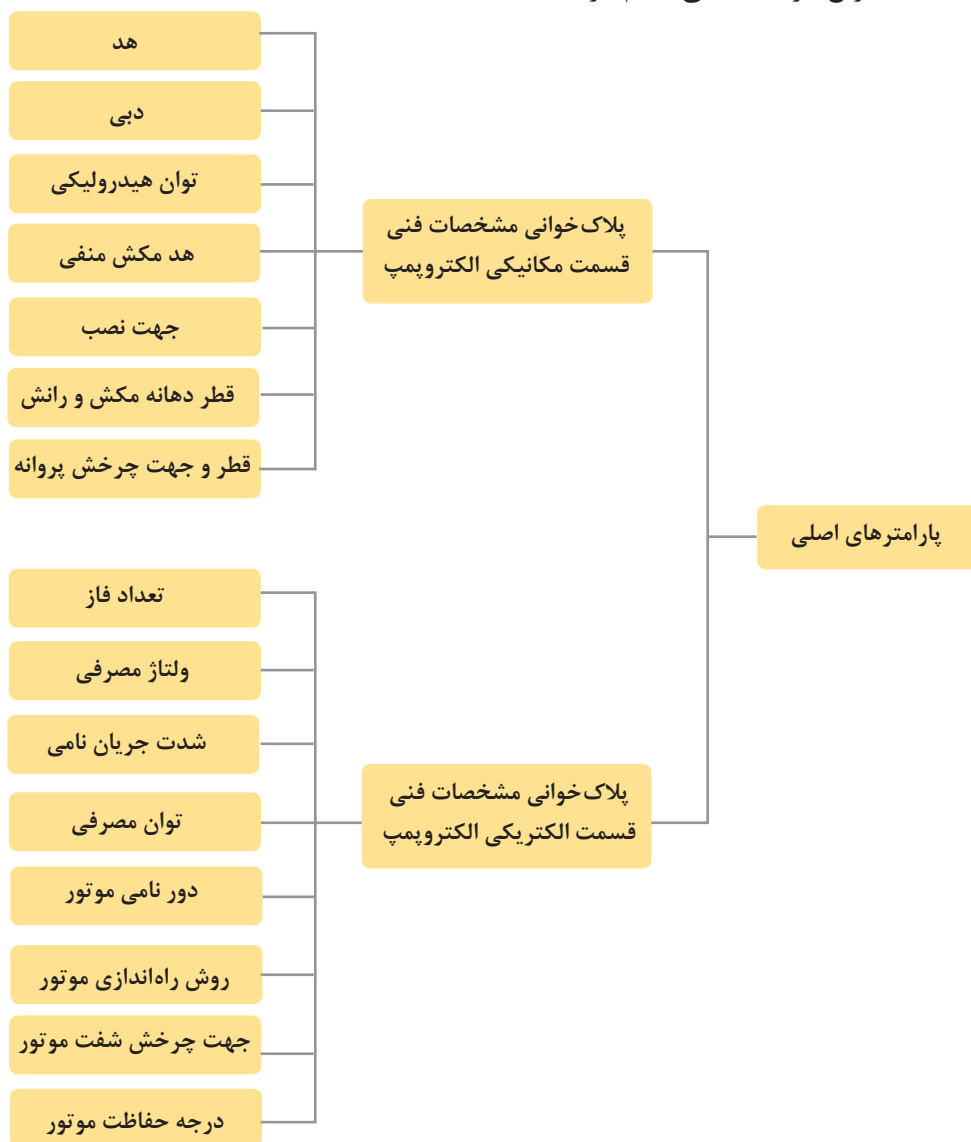 هد
دبی
توان هیدرولیکی
هد مکش منفی
جهت نصب
قطر دهانه مکش و رانش
قطر و جهت چرخش پروانه
پلاک‌خوانی مشخصات فنی
قسمت مکانیکی الکتروپمپ
پارامترهای اصلی
تعداد فاز
ولتاژ مصرفی
شدت جریان نامی
توان مصرفی
دور نامی موتور
روش راه‌اندازی موتور
جهت چرخش شفت موتور
درجه حفاظت موتور
پلاک‌خوانی مشخصات فنی
قسمت الکتریکی الکتروپمپ